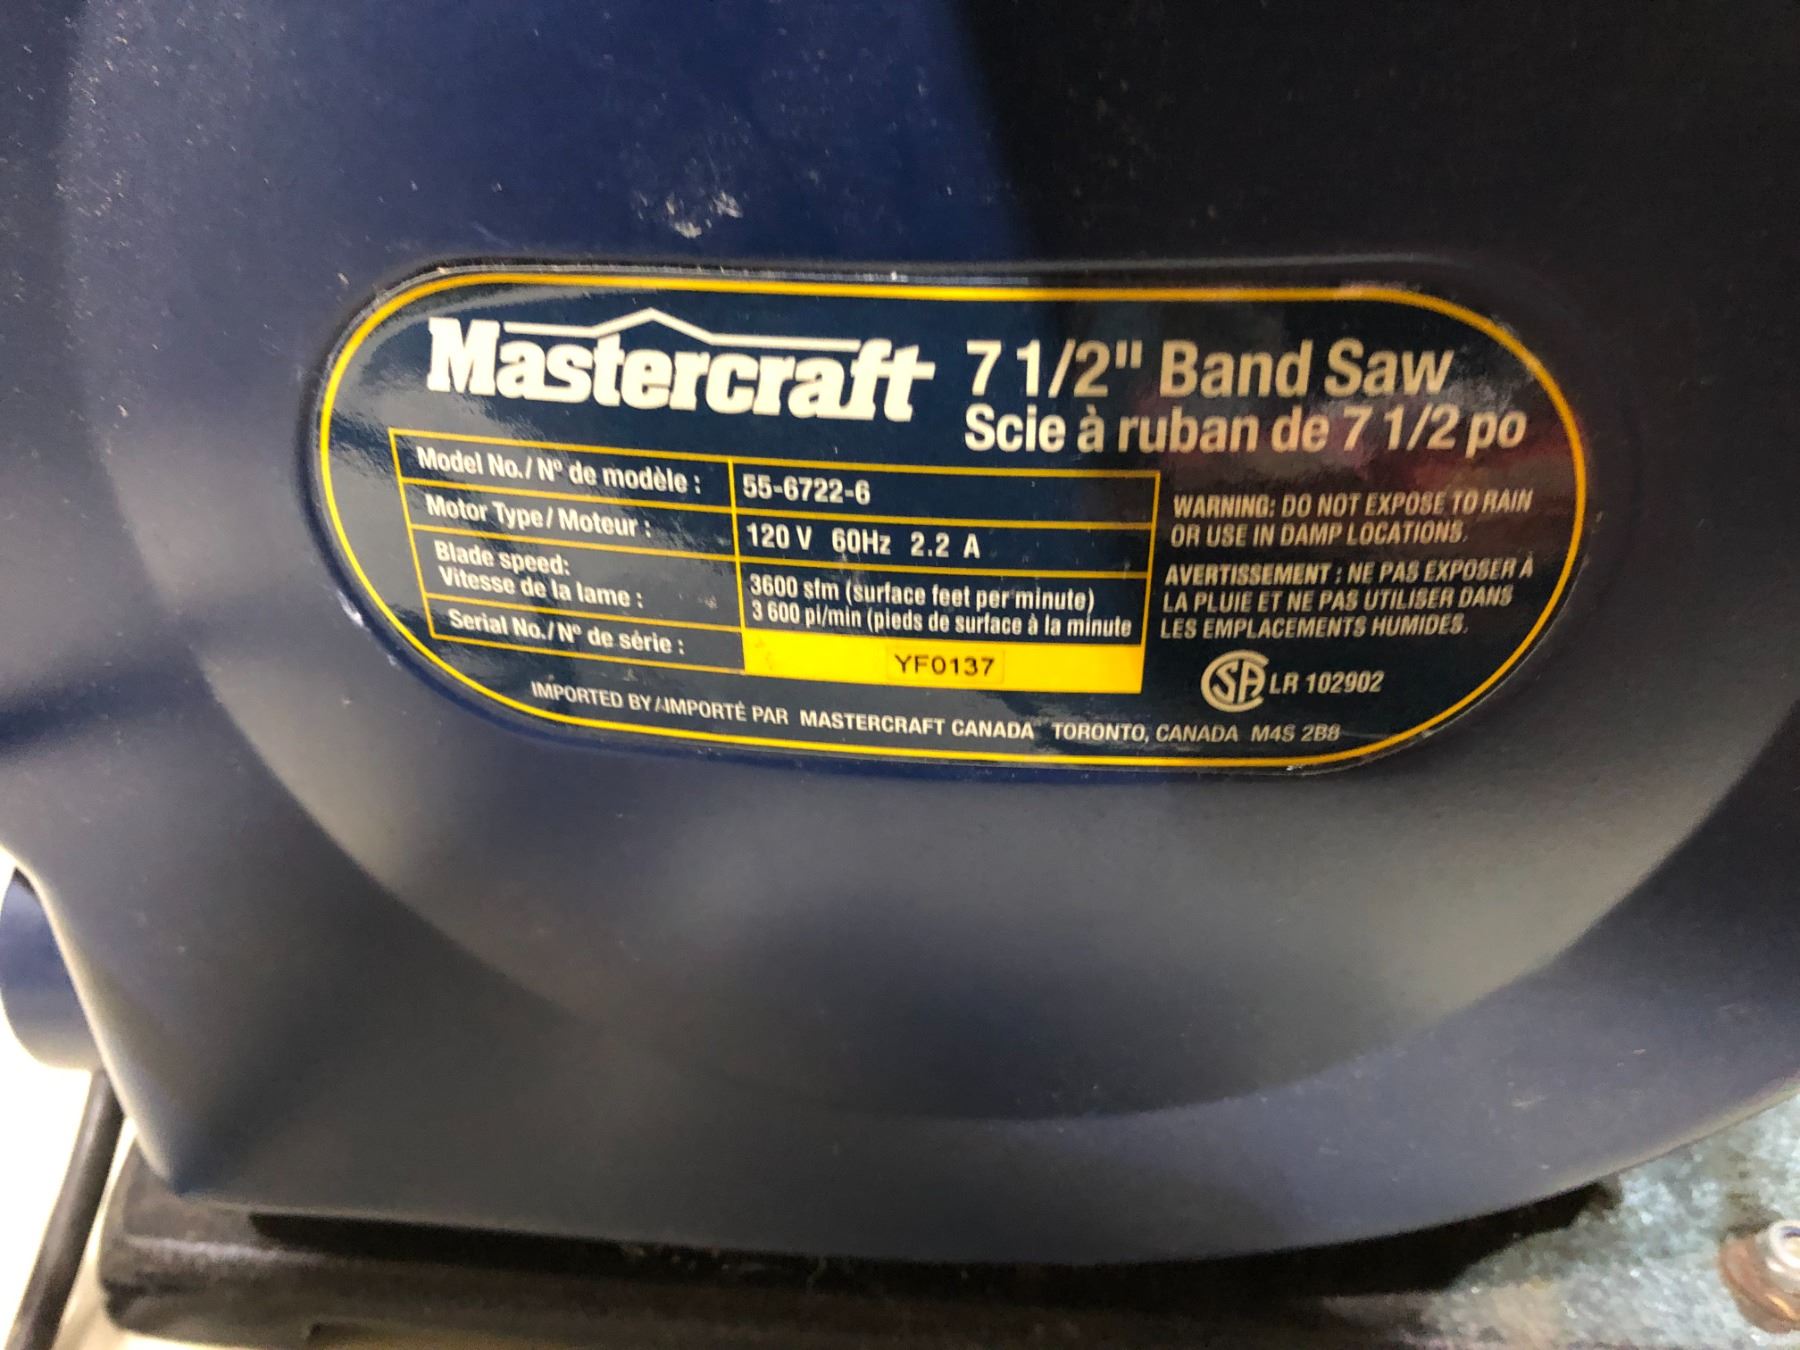 Mastercraft
7 1/2" Band Saw
Scie à ruban de 7 1/2 po
Model No./ Nº de modèle : 55-6722-6
Motor Type/ Moteur : 120 V 60Hz 2.2 A
Blade speed: 3600 sfm (surface feet per minute)
Vitesse de la lame : 3 600 pi/min (pieds de surface à la minute
Serial No./ Nº de série : YF0137
WARNING: DO NOT EXPOSE TO RAIN
OR USE IN DAMP LOCATIONS.
AVERTISSEMENT : NE PAS EXPOSER À
LA PLUIE ET NE PAS UTILISER DANS
LES EMPLACEMENTS HUMIDES.
SA LR 102902
IMPORTED BY / IMPORTÉ PAR MASTERCRAFT CANADA TORONTO, CANADA M4S 2B8